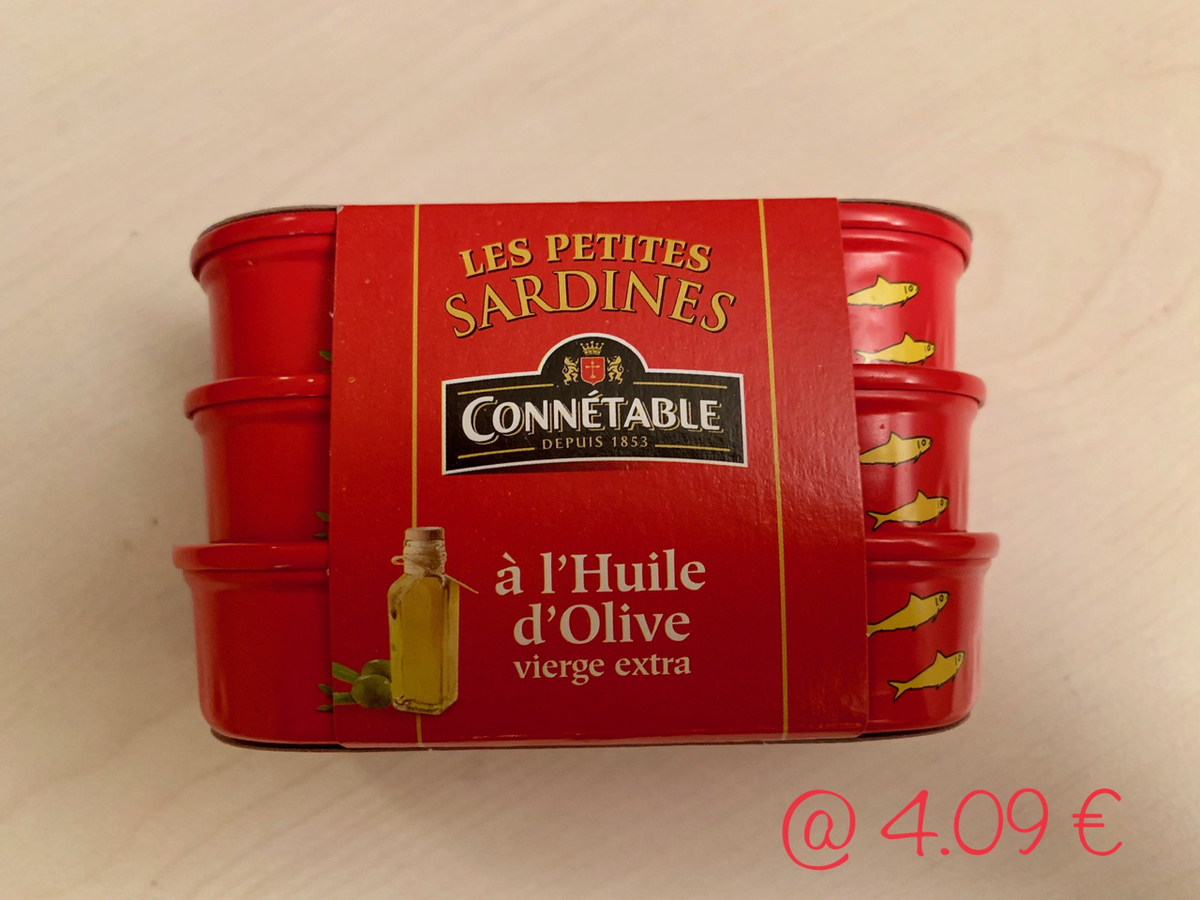 LES PETITES
SARDINES
CONNÉTABLE
DEPUIS 1853
à l'Huile
d'Olive
vierge extra
@ 4.09 €